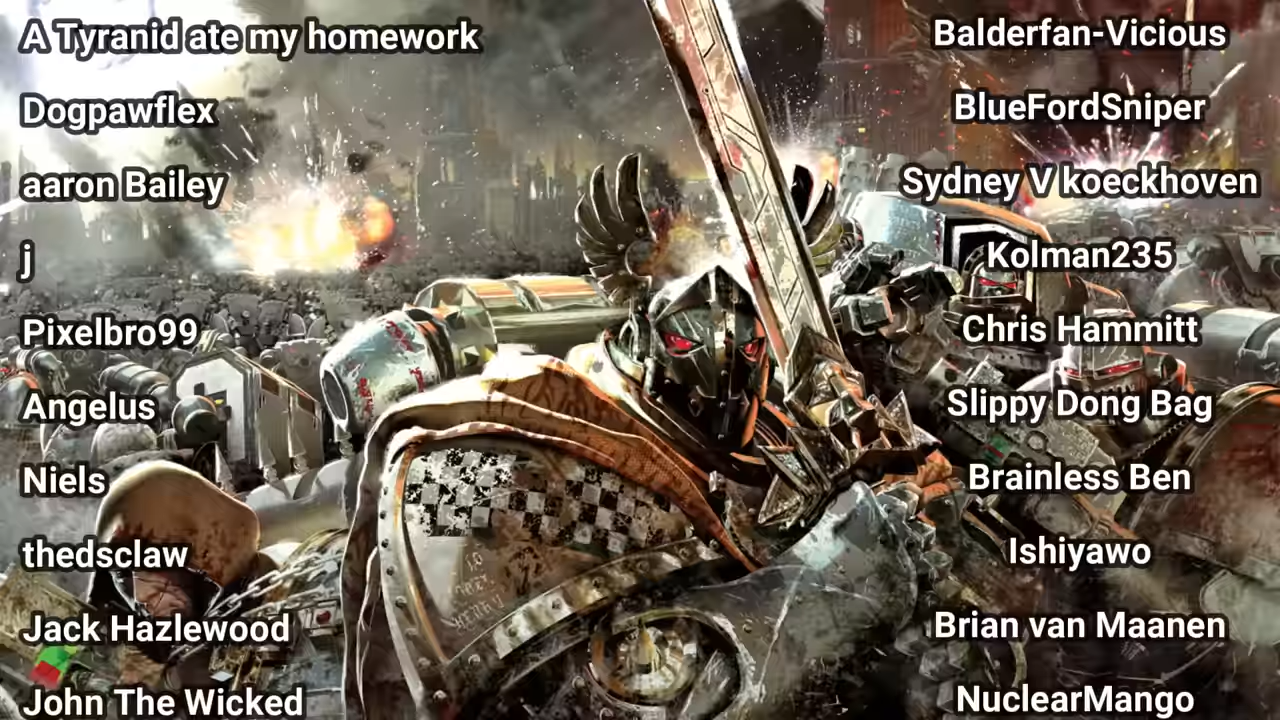 A Tyranid ate my homework
Dogpawflex
aaron Bailey
j
Pixelbro99
Angelus
Niels
thedsclaw
Jack Hazlewood
John The Wicked
Balderfan-Vicious
BlueFordSniper
Sydney V koeckhoven
Kolman235
Chris Hammitt
Slippy Dong Bag
Brainless Ben
Ishiyawo
Brian van Maanen
NuclearMango